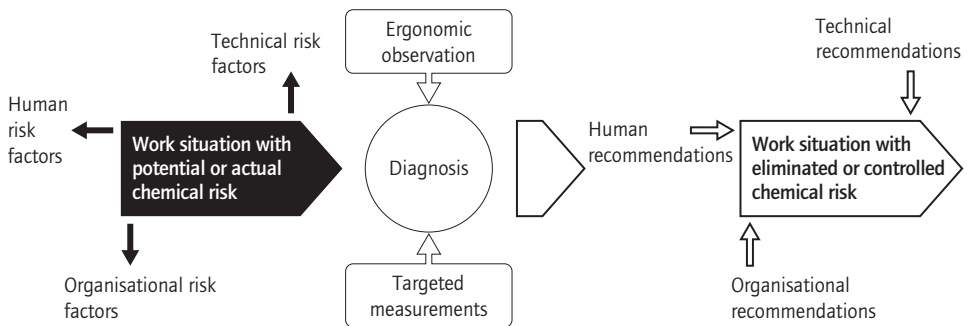 Technical risk
factors
Human
risk
factors
Work situation with
potential or actual
chemical risk
Organisational risk
factors
Ergonomic
observation
Diagnosis
Targeted
measurements
Human
recommendations
Technical
recommendations
Work situation with
eliminated or controlled
chemical risk
Organisational
recommendations